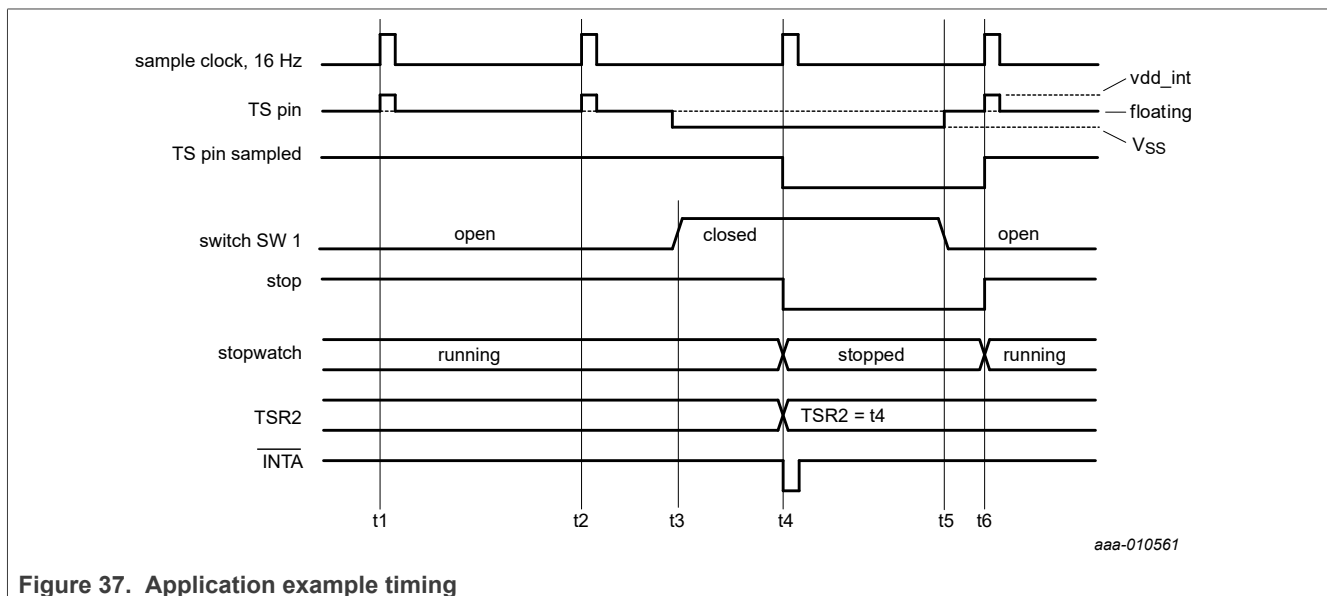 sample clock, 16 Hz
vdd_int
TS pin
floating
VSS
TS pin sampled
switch SW 1
open
closed
open
stop
stopwatch
running
stopped
running
TSR2
TSR2 = t4
INTA
t1
t2
t3
t4
t5
t6
aaa-010561
Figure 37. Application example timing